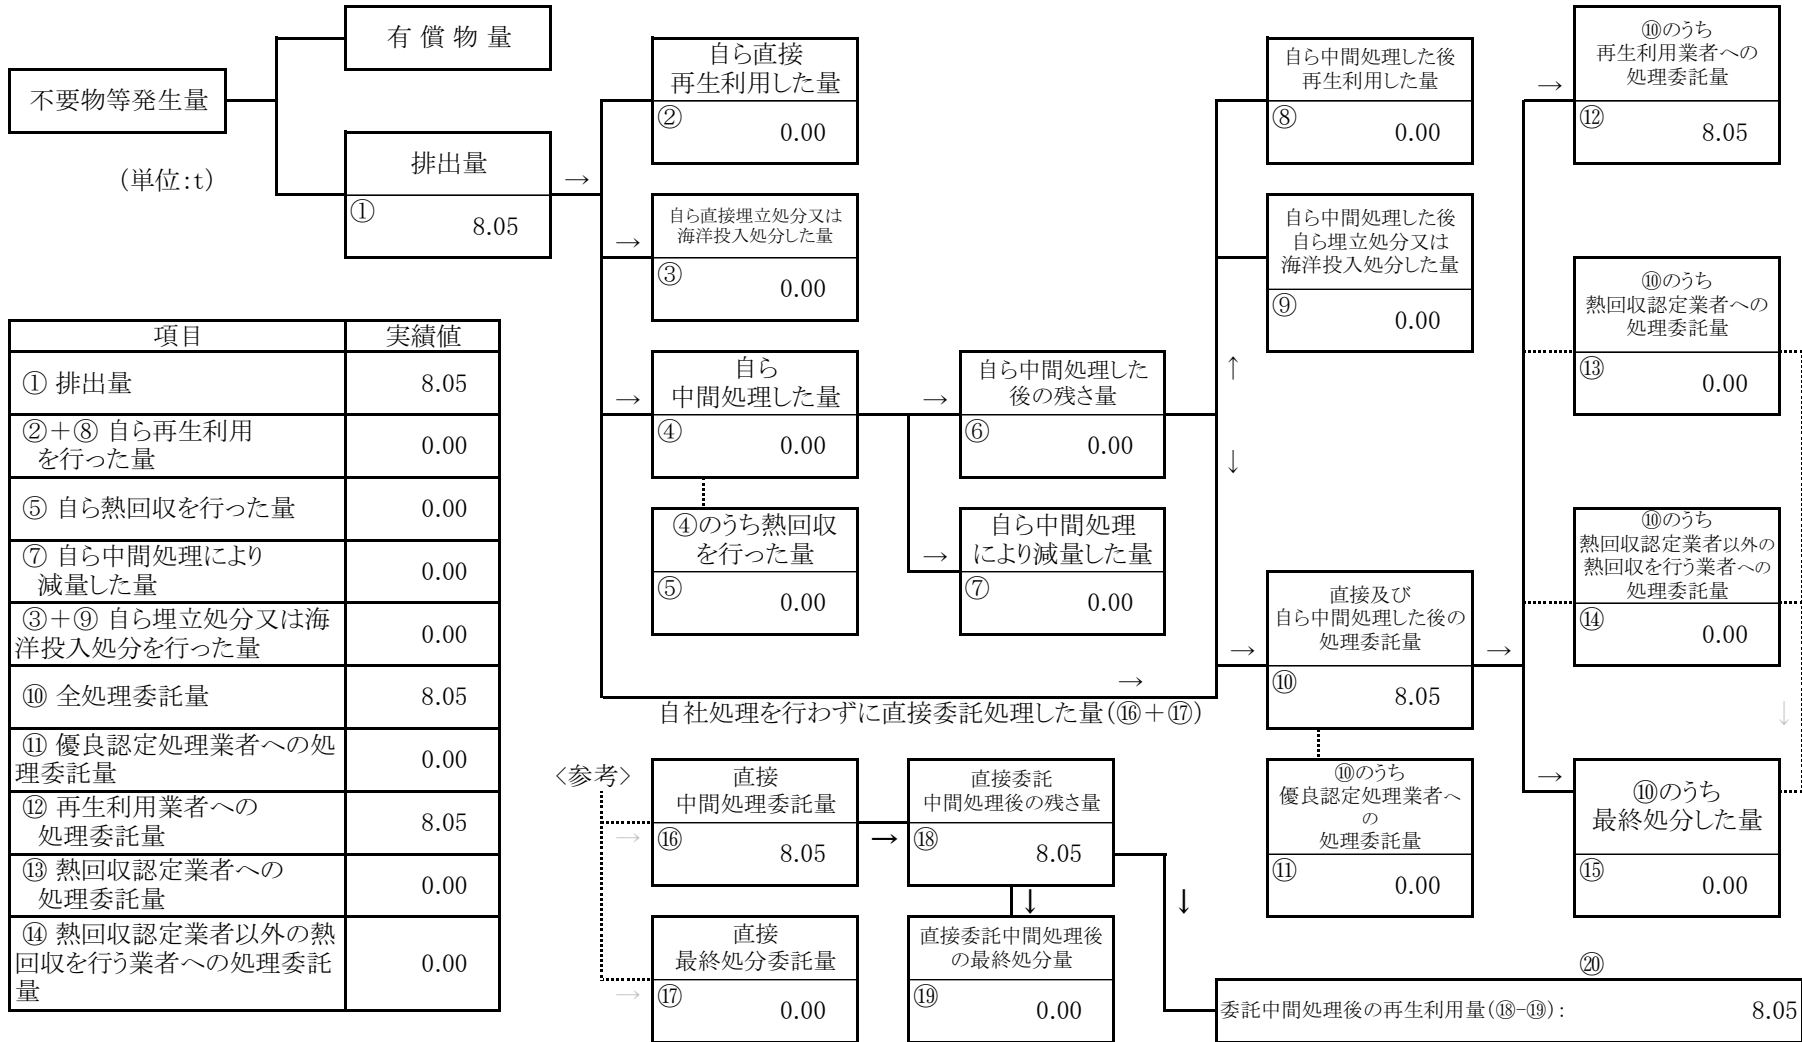 有 償 物 量
不要物等発生量
(単位:t)
排出量
①
8.05
→
自ら直接
再生利用した量
②
0.00
→
自ら直接埋立処分又は
海洋投入処分した量
③
0.00
→
自ら
中間処理した量
④
0.00
④のうち熱回収
を行った量
⑤
0.00
→
自ら中間処理した
後の残さ量
⑥
0.00
→
自ら中間処理
により減量した量
⑦
0.00
自ら中間処理した後
再生利用した量
⑧
0.00
自ら中間処理した後
自ら埋立処分又は
海洋投入処分した量
⑨
0.00
↑
↓
→
自社処理を行わずに直接委託処理した量(⑯+⑰)
→
直接及び
自ら中間処理した後の
処理委託量
⑩
8.05
⑩のうち
優良認定処理業者へ
の
処理委託量
⑪
0.00
→
→
⑩のうち
再生利用業者への
処理委託量
⑫
8.05
⑩のうち
熱回収認定業者への
処理委託量
⑬
0.00
⑩のうち
熱回収認定業者以外の
熱回収を行う業者への
処理委託量
⑭
0.00
↓
→
⑩のうち
最終処分した量
⑮
0.00
項目 実績値
① 排出量 8.05
②+⑧ 自ら再生利用
を行った量 0.00
⑤ 自ら熱回収を行った量 0.00
⑦ 自ら中間処理により
減量した量 0.00
③+⑨ 自ら埋立処分又は海
洋投入処分を行った量 0.00
⑩ 全処理委託量 8.05
⑪ 優良認定処理業者への処
理委託量 0.00
⑫ 再生利用業者への
処理委託量 8.05
⑬ 熱回収認定業者への
処理委託量 0.00
⑭ 熱回収認定業者以外の熱
回収を行う業者への処理委託
量 0.00
<参考>
→
直接
中間処理委託量
⑯
8.05
→
直接委託
中間処理後の残さ量
⑱
8.05
↓
↓
→
直接
最終処分委託量
⑰
0.00
直接委託中間処理後
の最終処分量
⑲
0.00
⑳
委託中間処理後の再生利用量(⑱-⑲): 8.05